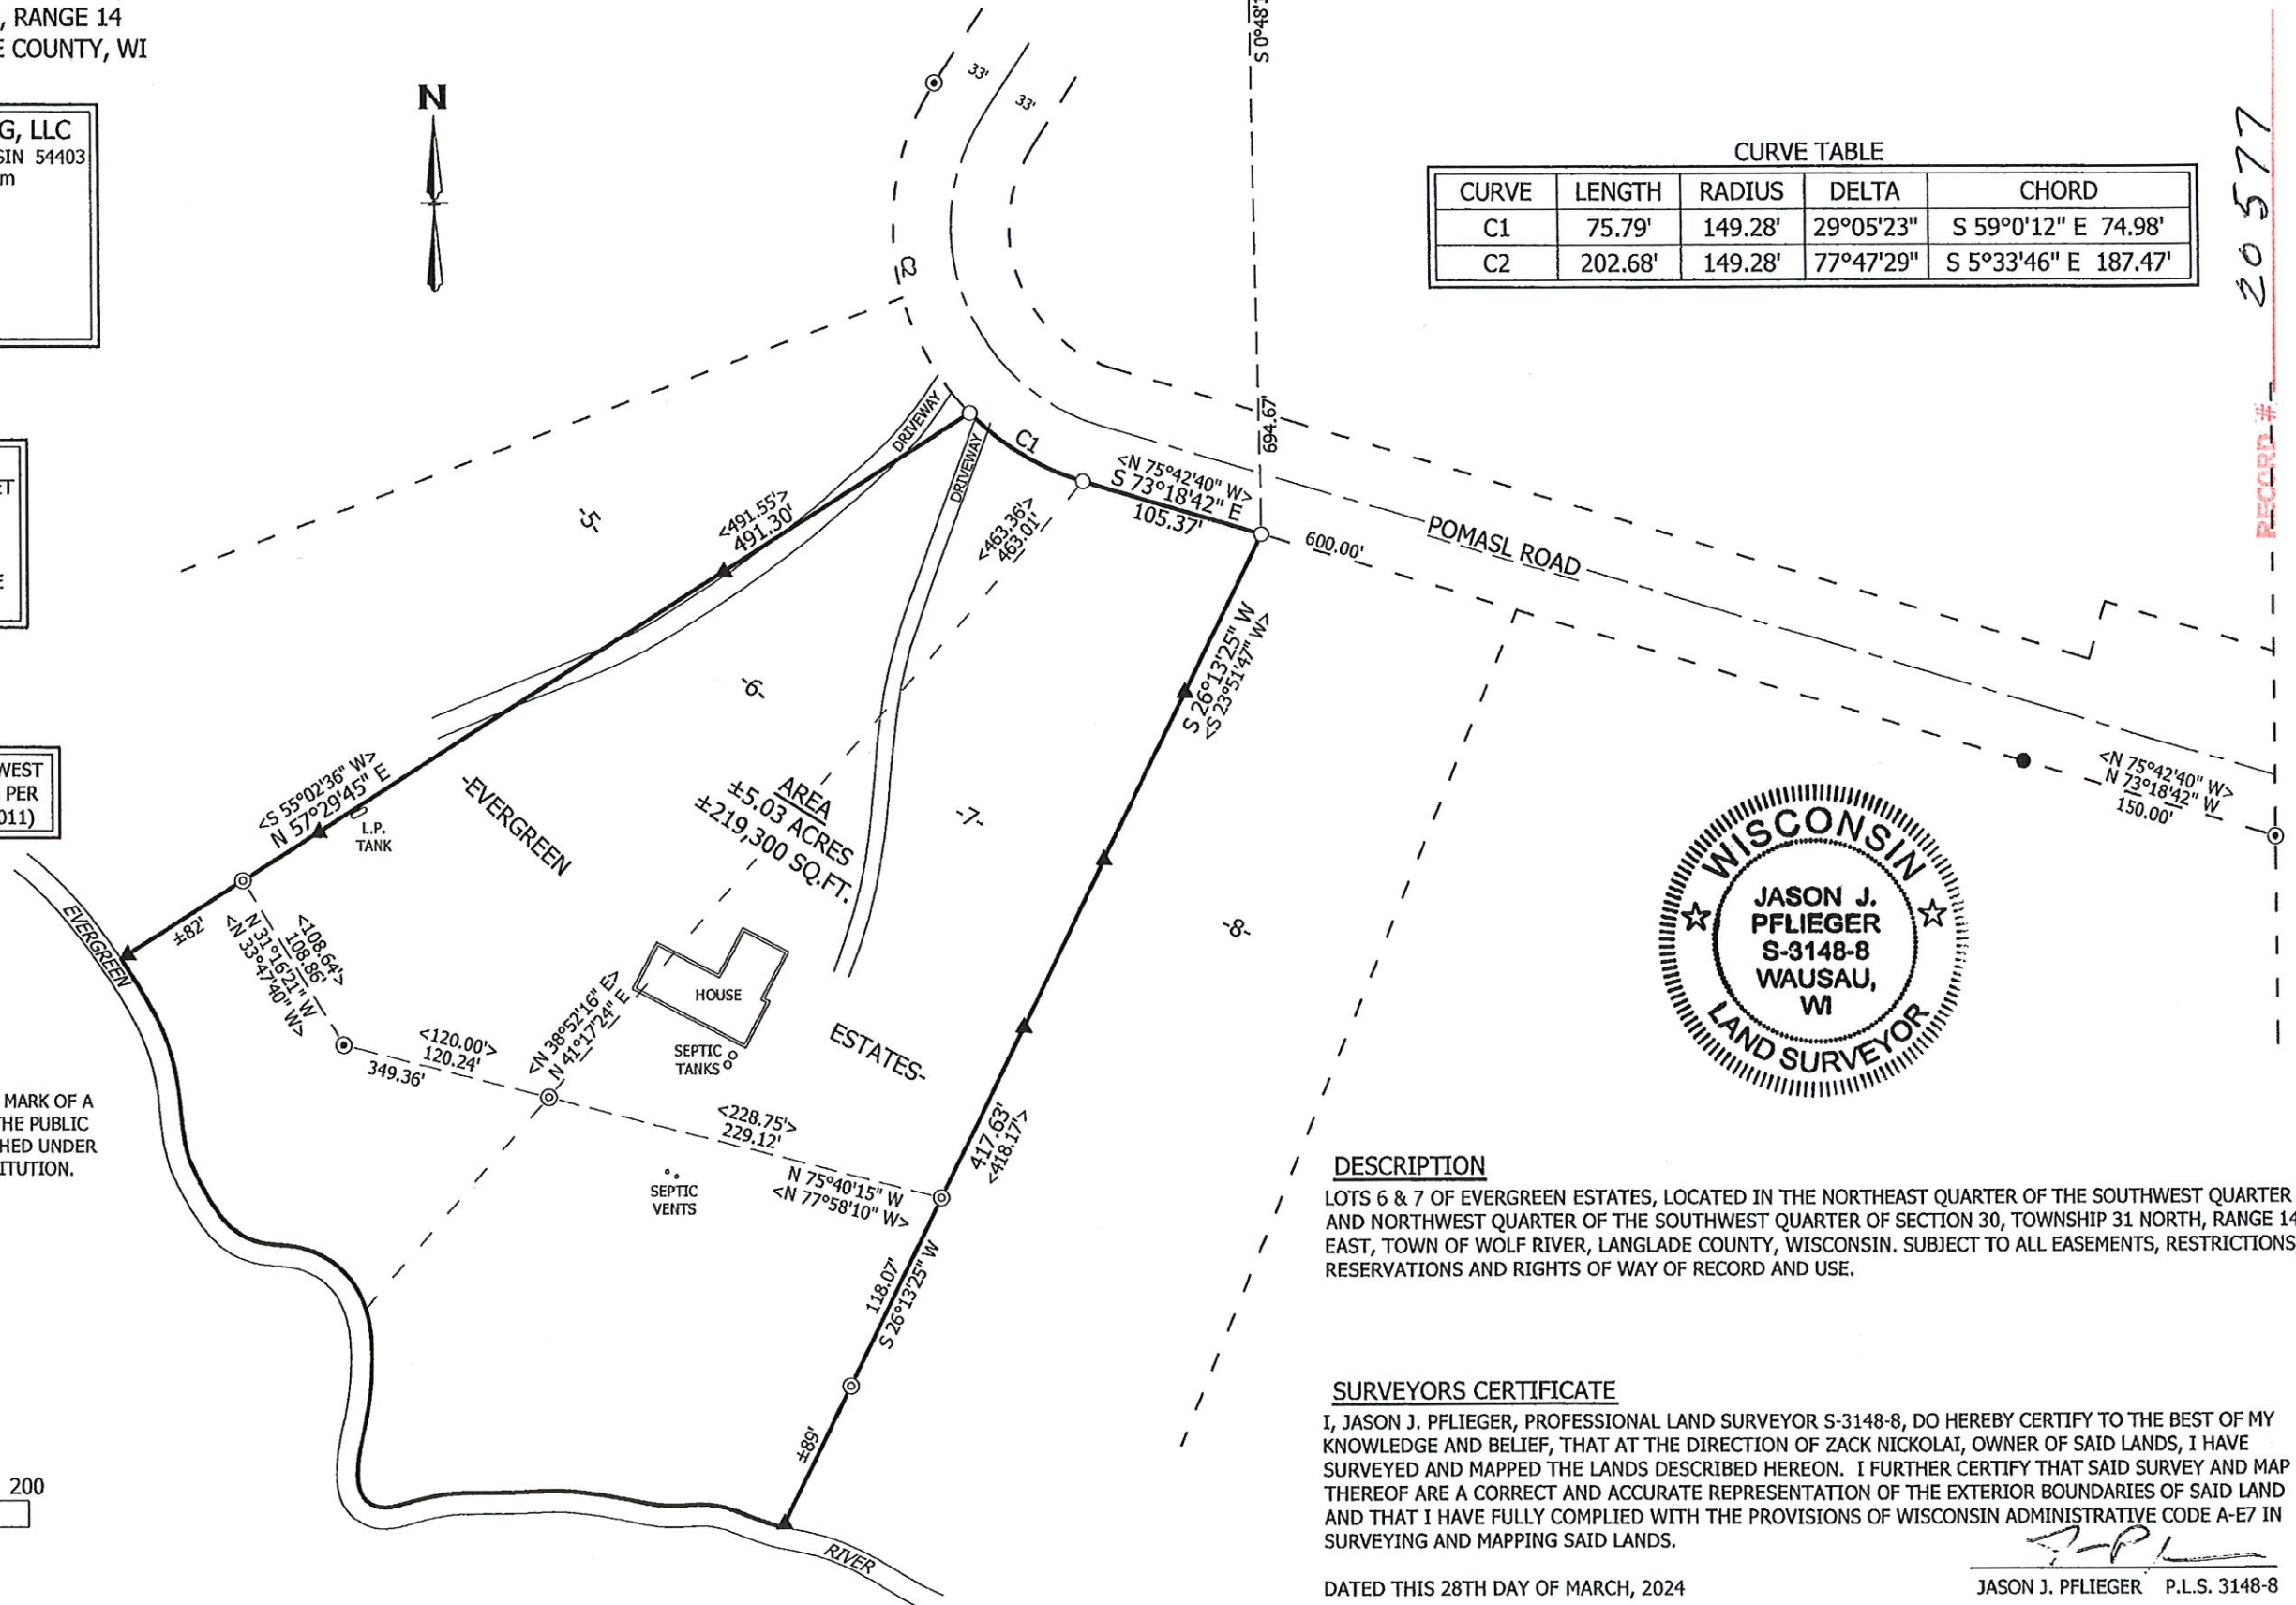 , RANGE 14
E COUNTY, WI
G, LLC
SIN 54403
m
ET
E
WEST
PER
011)
MARK OF A
THE PUBLIC
HED UNDER
ITUTION.
200
N
33'
33'
C2
S 0°48'1
694.67'
CURVE TABLE
CURVE LENGTH RADIUS DELTA CHORD
C1 75.79' 149.28' 29°05'23" S 59°0'12" E 74.98'
C2 202.68' 149.28' 77°47'29" S 5°33'46" E 187.47'
20577
RECORD #
DRIVEWAY
DRIVEWAY
C1
<N 75°42'40" W>
S 73°18'42" E
105.37'
600.00'
POMASL ROAD
<N 75°42'40" W>
N 73°18'42" W
150.00'
-5-
<491.55'>
491.30'
<463.36'>
463.01'
S 26°13'25" W
<S 23°51'47" W>
-6-
-7-
-8-
<S 55°02'36" W>
N 57°29'45" E
L.P.
TANK
-EVERGREEN
AREA
±5.03 ACRES
±219,300 SQ.FT.
EVERGREEN
±82'
<108.64'>
108.86'
N 31°16'21" W
<N 33°47'40" W>
<120.00'>
120.24'
349.36'
<N 38°52'16" E>
N 41°17'24" E
HOUSE
SEPTIC
TANKS
ESTATES-
<228.75'>
229.12'
N 75°40'15" W
<N 77°58'10" W>
417.63'
<418.17'>
SEPTIC
VENTS
118.07'
S 26°13'25" W
±89'
RIVER
WISCONSIN
JASON J.
PFLIEGER
S-3148-8
WAUSAU,
WI
LAND SURVEYOR
DESCRIPTION
LOTS 6 & 7 OF EVERGREEN ESTATES, LOCATED IN THE NORTHEAST QUARTER OF THE SOUTHWEST QUARTER
AND NORTHWEST QUARTER OF THE SOUTHWEST QUARTER OF SECTION 30, TOWNSHIP 31 NORTH, RANGE 14
EAST, TOWN OF WOLF RIVER, LANGLADE COUNTY, WISCONSIN. SUBJECT TO ALL EASEMENTS, RESTRICTIONS
RESERVATIONS AND RIGHTS OF WAY OF RECORD AND USE.
SURVEYORS CERTIFICATE
I, JASON J. PFLIEGER, PROFESSIONAL LAND SURVEYOR S-3148-8, DO HEREBY CERTIFY TO THE BEST OF MY
KNOWLEDGE AND BELIEF, THAT AT THE DIRECTION OF ZACK NICKOLAI, OWNER OF SAID LANDS, I HAVE
SURVEYED AND MAPPED THE LANDS DESCRIBED HEREON. I FURTHER CERTIFY THAT SAID SURVEY AND MAP
THEREOF ARE A CORRECT AND ACCURATE REPRESENTATION OF THE EXTERIOR BOUNDARIES OF SAID LAND
AND THAT I HAVE FULLY COMPLIED WITH THE PROVISIONS OF WISCONSIN ADMINISTRATIVE CODE A-E7 IN
SURVEYING AND MAPPING SAID LANDS.
DATED THIS 28TH DAY OF MARCH, 2024
JASON J. PFLIEGER P.L.S. 3148-8